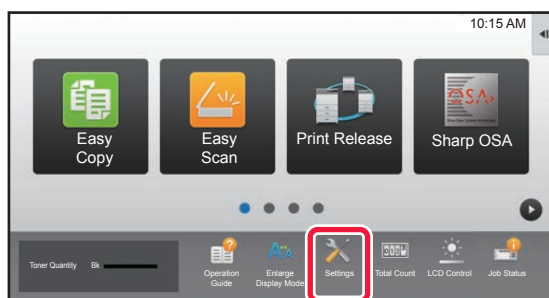 10:15 AM
Easy
Copy
Easy
Scan
Print Release
OSA
Sharp OSA
Toner Quantity Bk
Operation
Guide
Enlarge
Display Mode
Settings
Total Count
LCD Control
Job Status